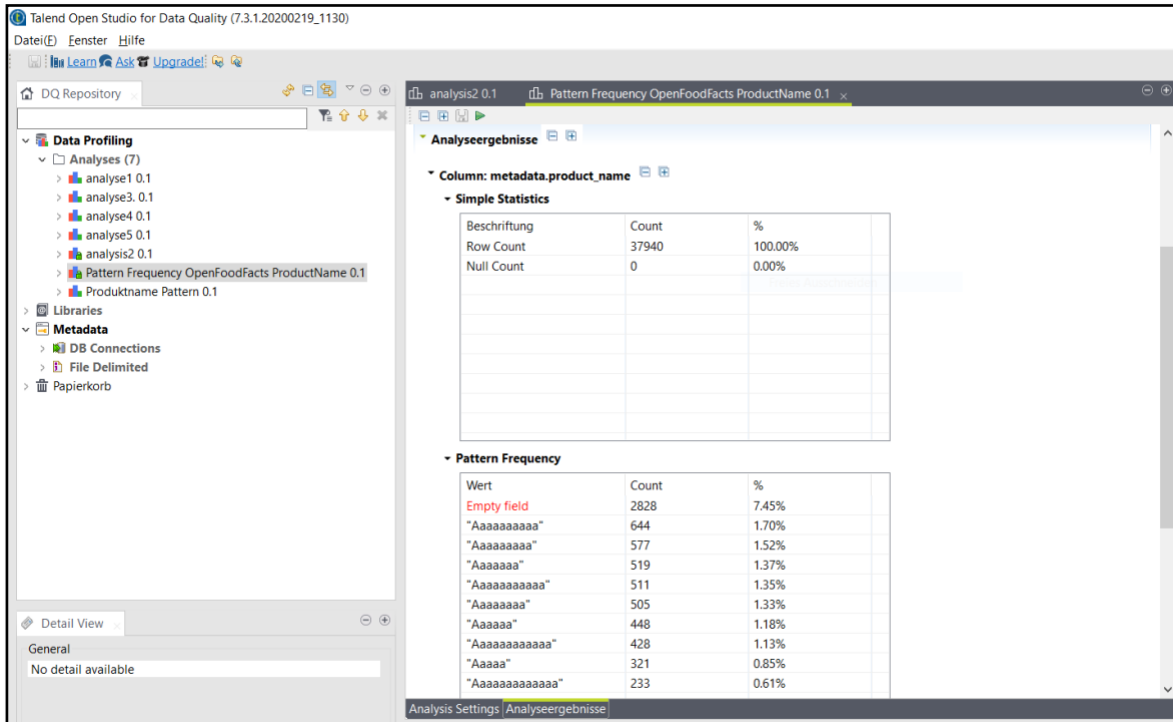 Talend Open Studio for Data Quality (7.3.1.20200219_1130)
Datei(F) Fenster Hilfe
Learn Ask Upgrade!
DQ Repository
Data Profiling
Analyses (7)
analyse1 0.1
analyse3. 0.1
analyse4 0.1
analyse5 0.1
analysis2 0.1
Pattern Frequency OpenFoodFacts ProductName 0.1
Produktname Pattern 0.1
Libraries
Metadata
DB Connections
File Delimited
Papierkorb
Detail View
General
No detail available
analysis2 0.1 Pattern Frequency OpenFoodFacts ProductName 0.1
Analyseergebnisse
Column: metadata.product_name
Simple Statistics
Beschriftung Count %
Row Count 37940 100.00%
Null Count 0 0.00%
Pattern Frequency
Wert Count %
Empty field 2828 7.45%
"Aaaaaaaaaa" 644 1.70%
"Aaaaaaaaa" 577 1.52%
"Aaaaaaa" 519 1.37%
"Aaaaaaaaaaa" 511 1.35%
"Aaaaaaaa" 505 1.33%
"Aaaaaa" 448 1.18%
"Aaaaaaaaaaaa" 428 1.13%
"Aaaaa" 321 0.85%
"Aaaaaaaaaaaaa" 233 0.61%
Analysis Settings Analyseergebnisse